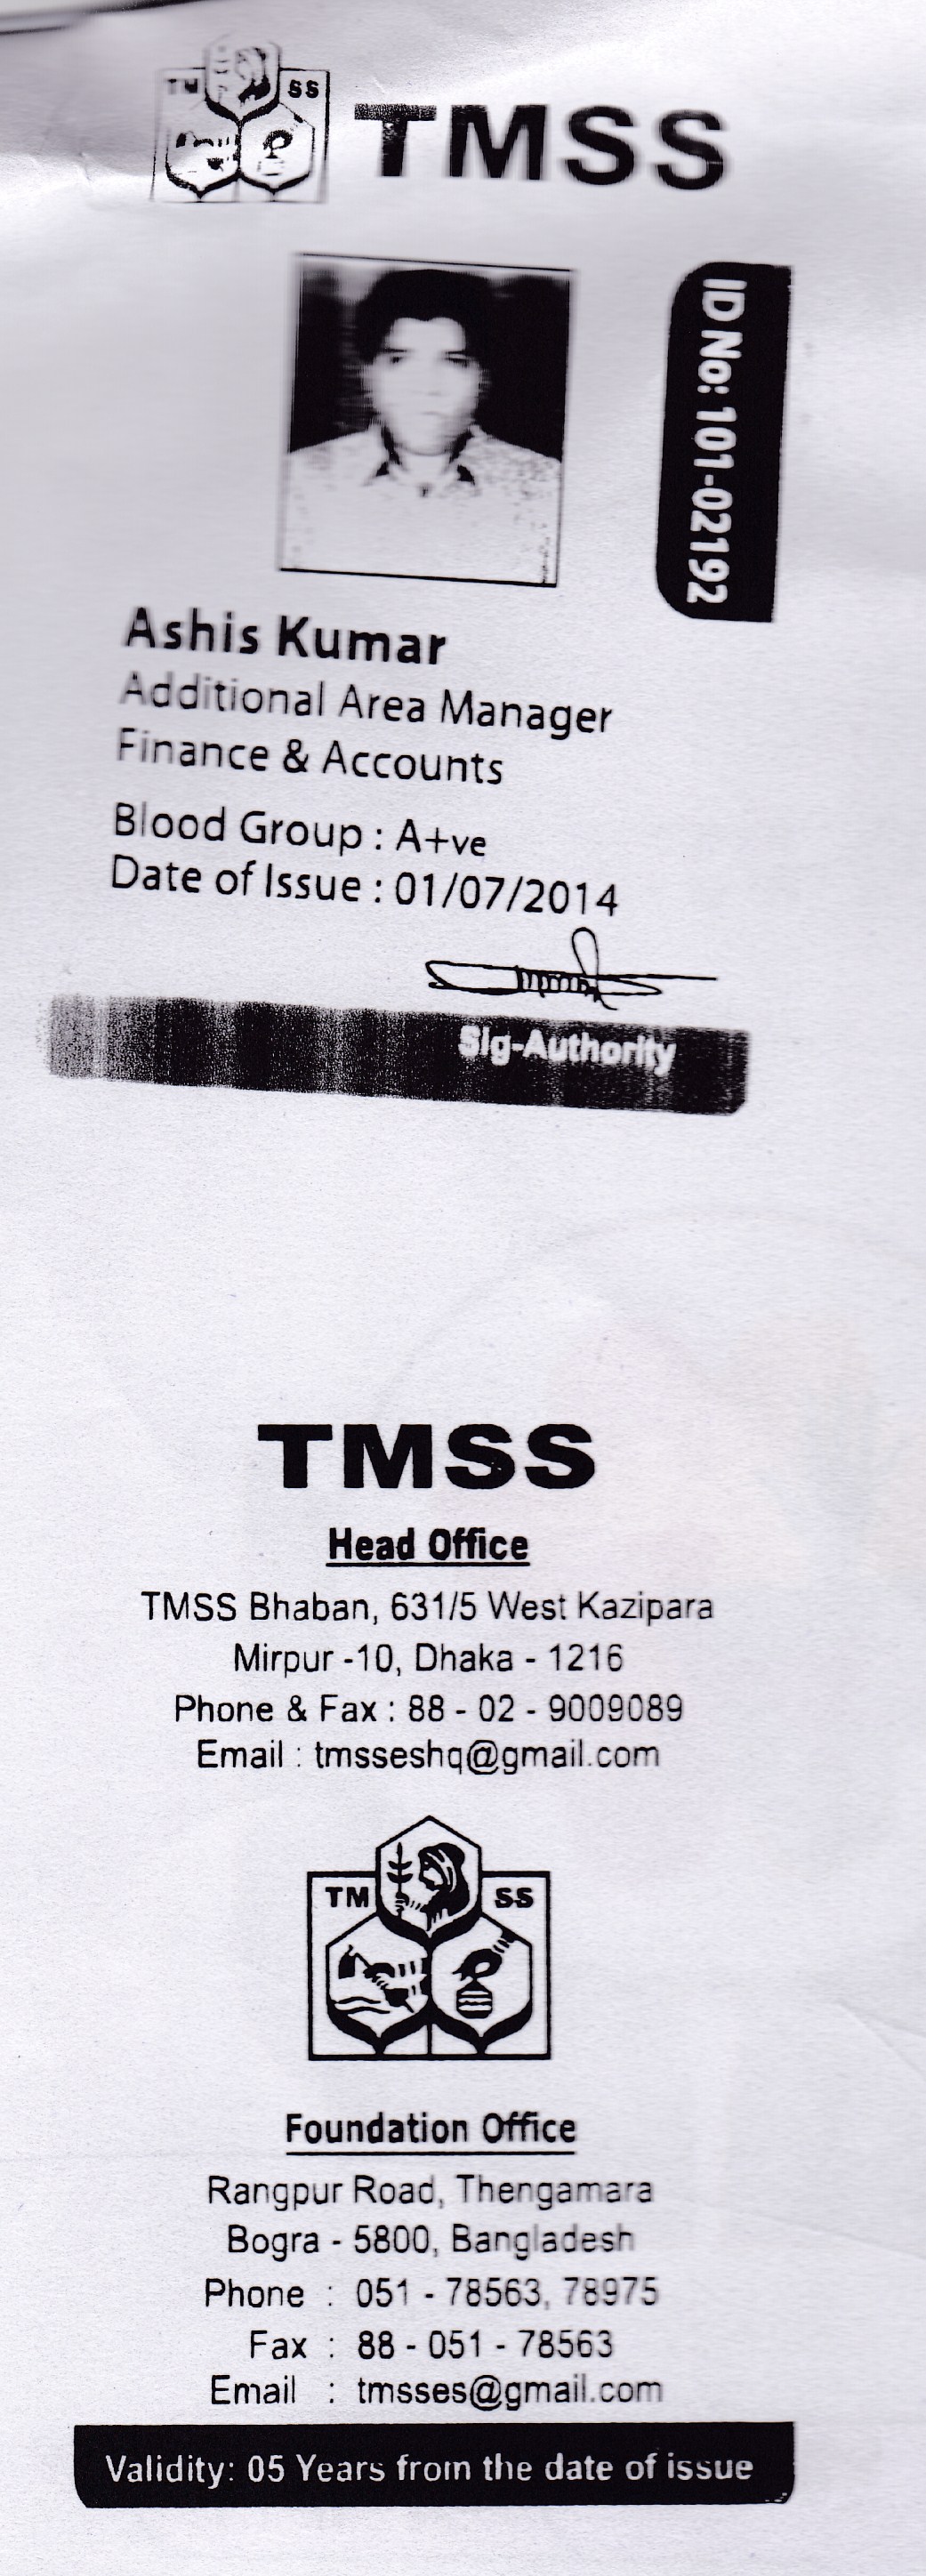 TM SS
TMSS
ID No: 101-02192
Ashis Kumar
Additional Area Manager
Finance & Accounts
Blood Group : A+ve
Date of Issue : 01/07/2014
Sig-Authority
TMSS
Head Office
TMSS Bhaban, 631/5 West Kazipara
Mirpur -10, Dhaka - 1216
Phone & Fax : 88 - 02 - 9009089
Email : tmsseshq@gmail.com
TM SS
Foundation Office
Rangpur Road, Thengamara
Bogra - 5800, Bangladesh
Phone : 051 - 78563, 78975
Fax : 88 - 051 - 78563
Email : tmsses@gmail.com
Validity: 05 Years from the date of issue